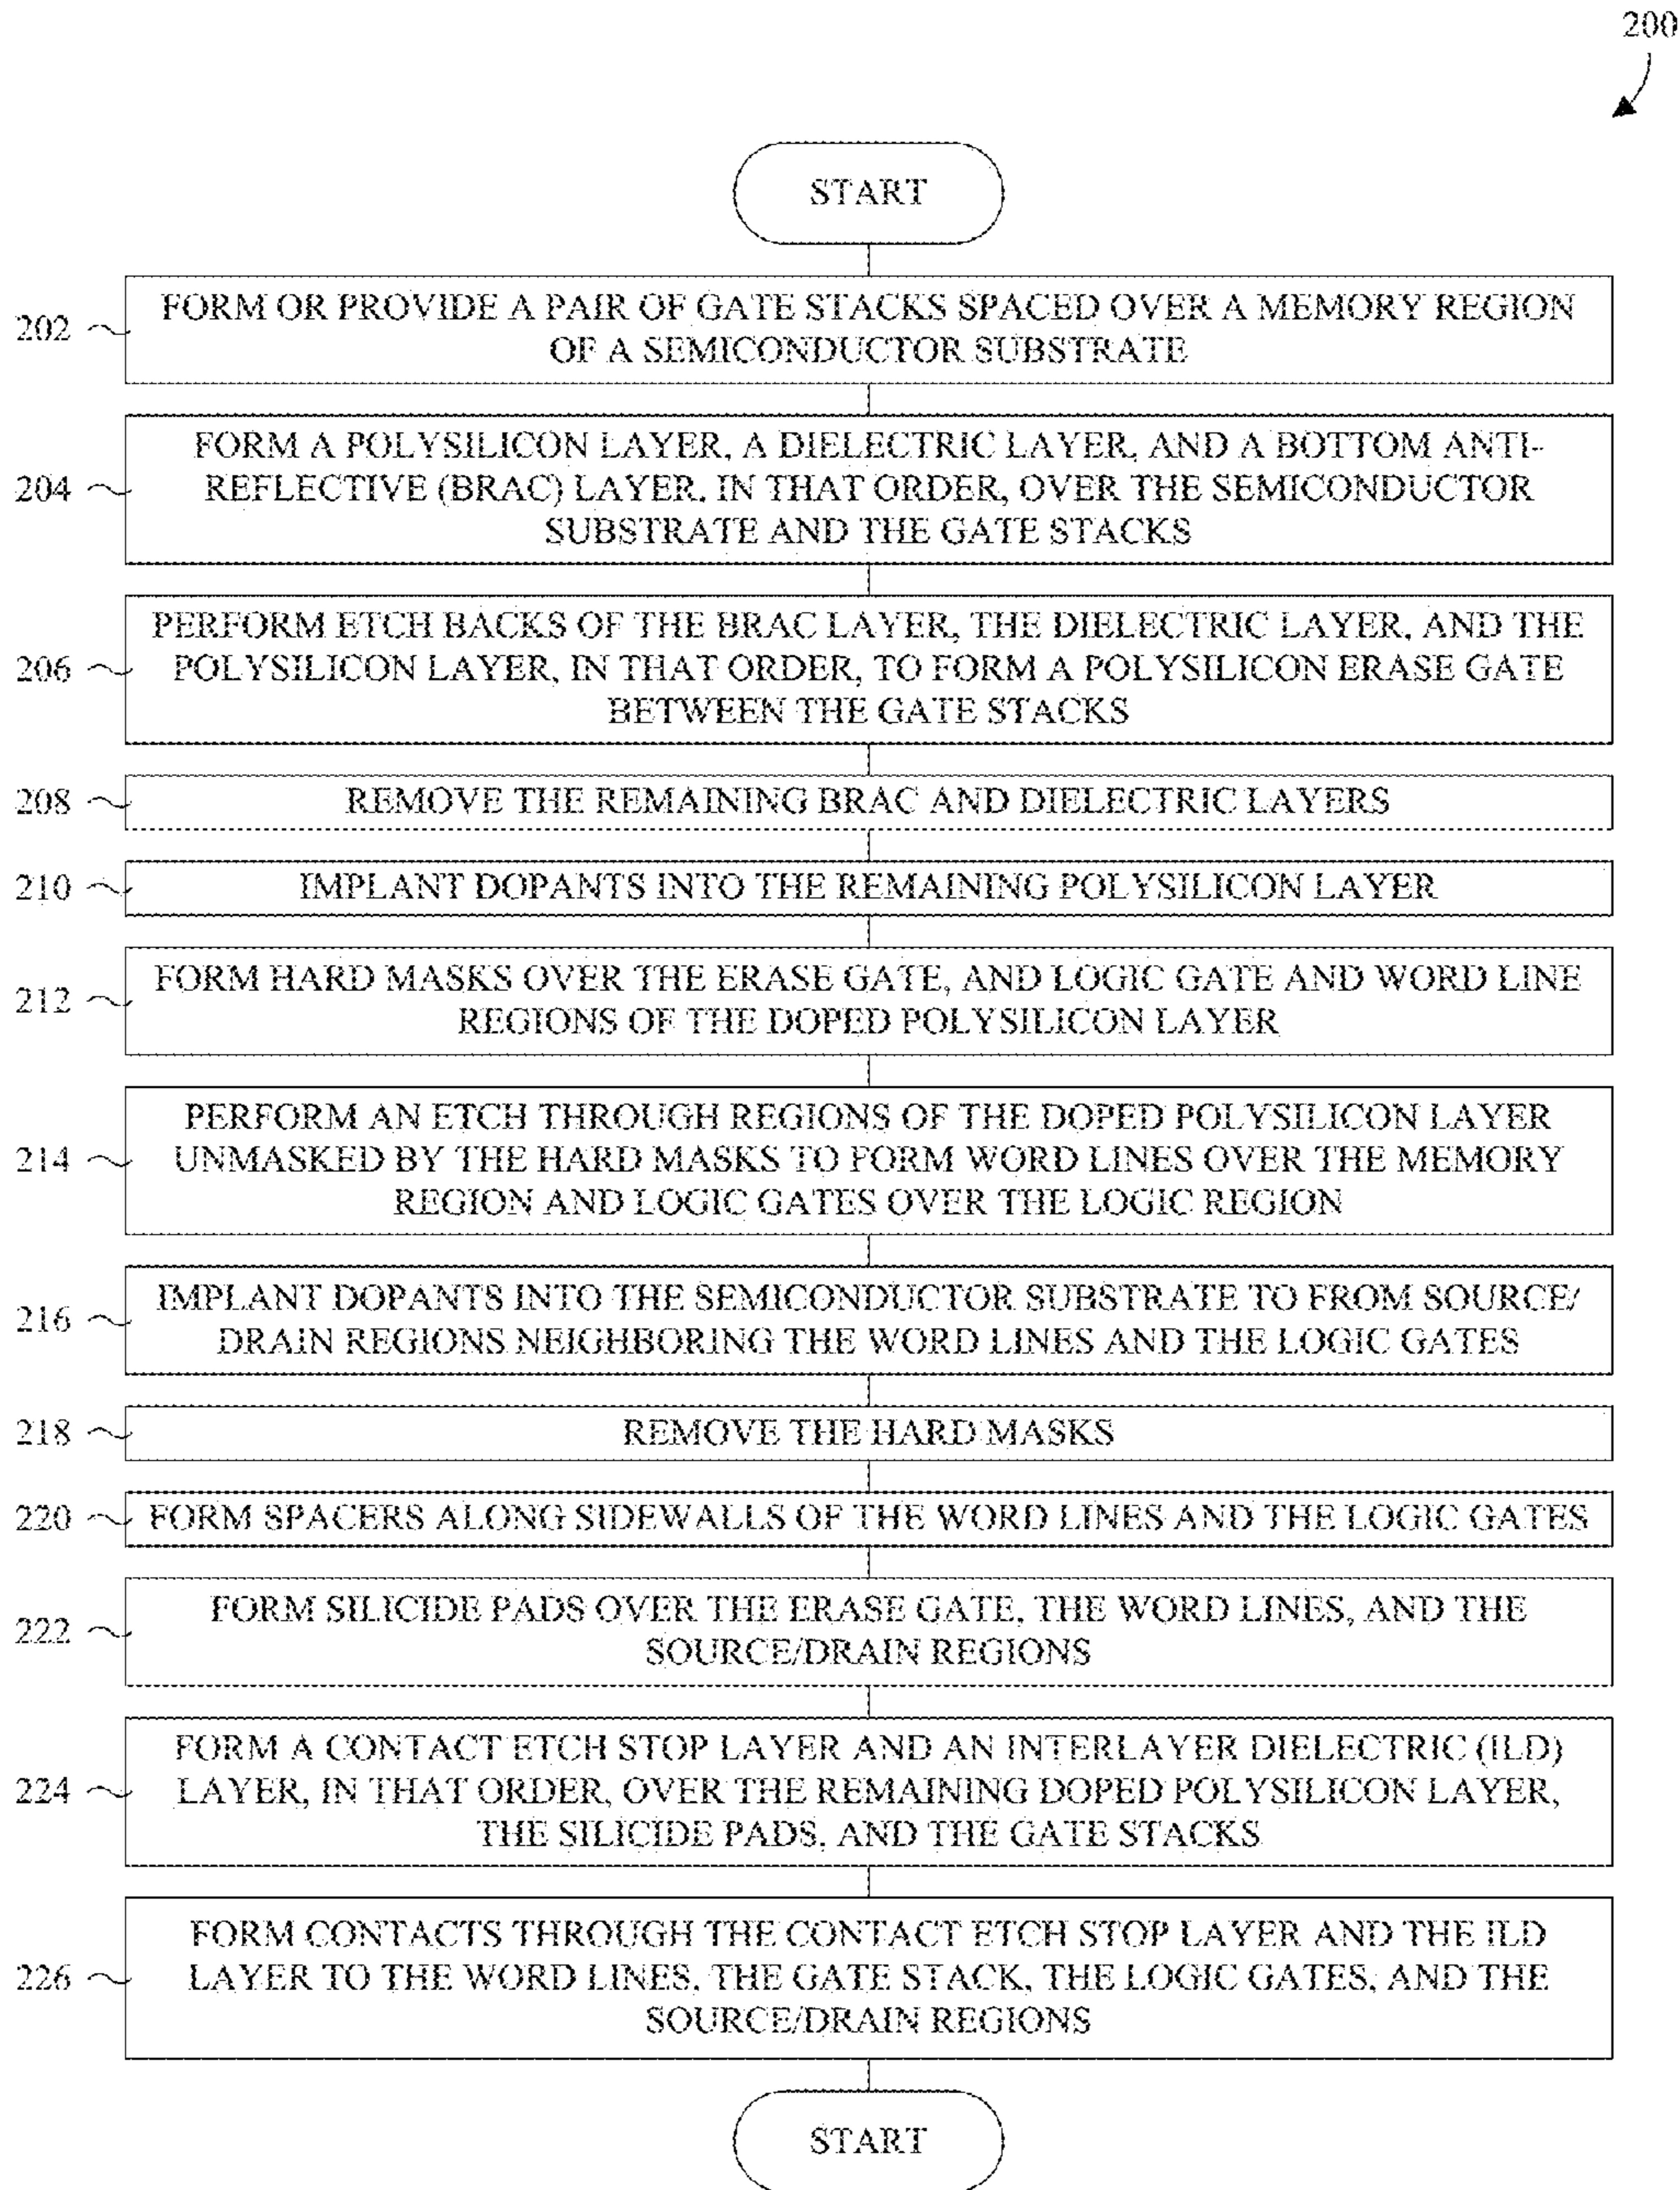 200
START
202
FORM OR PROVIDE A PAIR OF GATE STACKS SPACED OVER A MEMORY REGION
OF A SEMICONDUCTOR SUBSTRATE
204
FORM A POLYSILICON LAYER, A DIELECTRIC LAYER, AND A BOTTOM ANTI-
REFLECTIVE (BRAC) LAYER, IN THAT ORDER, OVER THE SEMICONDUCTOR
SUBSTRATE AND THE GATE STACKS
206
PERFORM ETCH BACKS OF THE BRAC LAYER, THE DIELECTRIC LAYER, AND THE
POLYSILICON LAYER, IN THAT ORDER, TO FORM A POLYSILICON ERASE GATE
BETWEEN THE GATE STACKS
208
REMOVE THE REMAINING BRAC AND DIELECTRIC LAYERS
210
IMPLANT DOPANTS INTO THE REMAINING POLYSILICON LAYER
212
FORM HARD MASKS OVER THE ERASE GATE, AND LOGIC GATE AND WORD LINE
REGIONS OF THE DOPED POLYSILICON LAYER
214
PERFORM AN ETCH THROUGH REGIONS OF THE DOPED POLYSILICON LAYER
UNMASKED BY THE HARD MASKS TO FORM WORD LINES OVER THE MEMORY
REGION AND LOGIC GATES OVER THE LOGIC REGION
216
IMPLANT DOPANTS INTO THE SEMICONDUCTOR SUBSTRATE TO FROM SOURCE/
DRAIN REGIONS NEIGHBORING THE WORD LINES AND THE LOGIC GATES
218
REMOVE THE HARD MASKS
220
FORM SPACERS ALONG SIDEWALLS OF THE WORD LINES AND THE LOGIC GATES
222
FORM SILICIDE PADS OVER THE ERASE GATE, THE WORD LINES, AND THE
SOURCE/DRAIN REGIONS
224
FORM A CONTACT ETCH STOP LAYER AND AN INTERLAYER DIELECTRIC (ILD)
LAYER, IN THAT ORDER, OVER THE REMAINING DOPED POLYSILICON LAYER,
THE SILICIDE PADS, AND THE GATE STACKS
226
FORM CONTACTS THROUGH THE CONTACT ETCH STOP LAYER AND THE ILD
LAYER TO THE WORD LINES, THE GATE STACK, THE LOGIC GATES, AND THE
SOURCE/DRAIN REGIONS
START